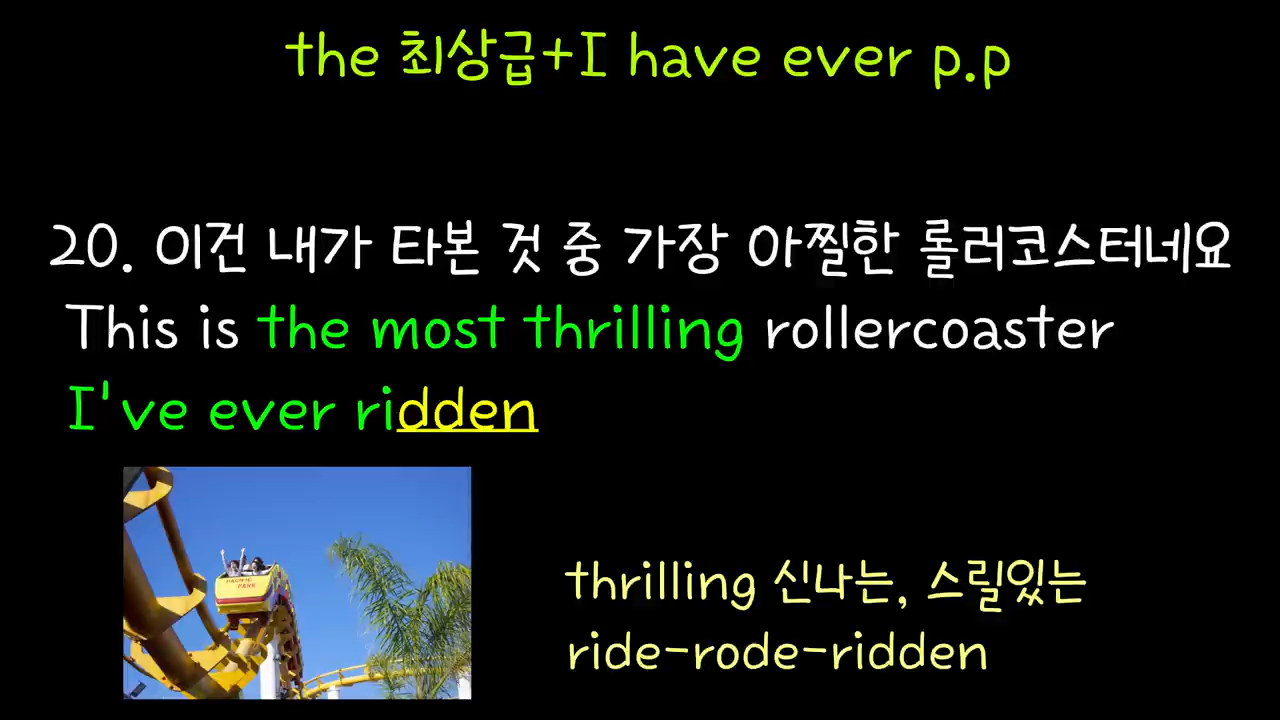 the 최상급+I have ever p.p
20. 이건 내가 타본 것 중 가장 아찔한 롤러코스터네요
This is the most thrilling rollercoaster
I've ever ridden
PACIFIC
PARK
thrilling 신나는, 스릴있는
ride-rode-ridden